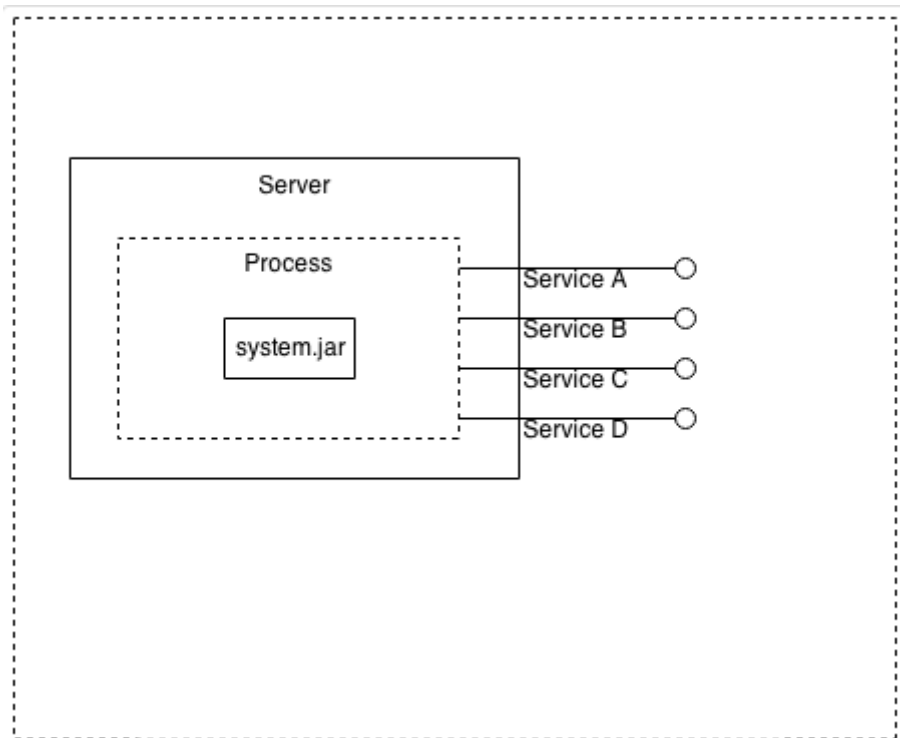 Server
Process
system.jar
Service A
Service B
Service C
Service D